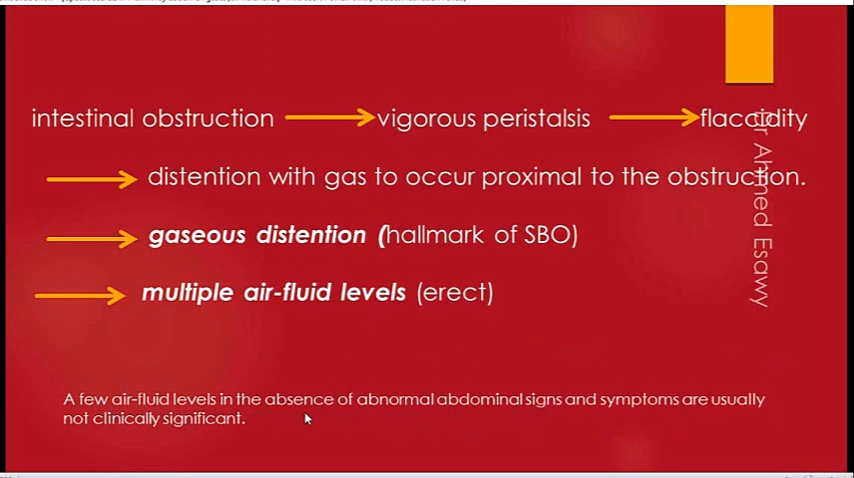 intestinal obstruction vigorous peristalsis flaccidity
distention with gas to occur proximal to the obstruction.
gaseous distention (hallmark of SBO)
multiple air-fluid levels (erect)
A few air-fluid levels in the absence of abnormal abdominal signs and symptoms are usually
not clinically significant.
Dr Ahmed Esawy